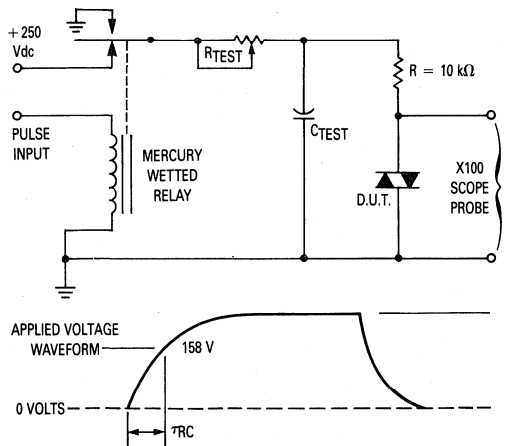 + 250
Vdc
RTEST
R = 10 kΩ
PULSE
INPUT
MERCURY
WETTED
RELAY
CTEST
D.U.T.
X100
SCOPE
PROBE
APPLIED VOLTAGE
WAVEFORM
158 V
0 VOLTS
τRC